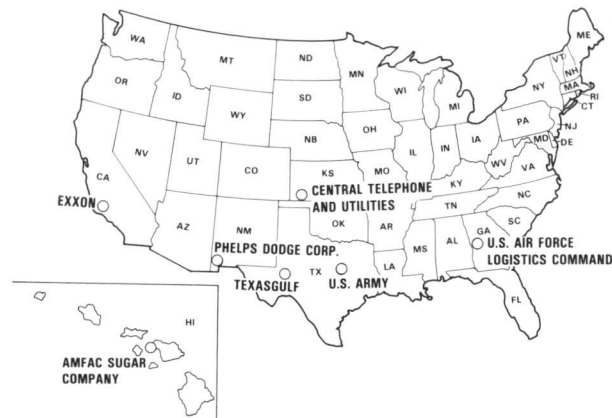 WA
MT
ND
MN
ME
VT
NH
OR
ID
SD
WI
NY
MA
RI
CT
WY
MI
PA
NJ
NB
IOH
IA
MD
DE
NV
UT
CO
IL
IN
WV
VA
CA
KS
MO
KY
CENTRAL TELEPHONE
AND UTILITIES
NC
TN
EXXON
AZ
NM
OK
AR
SC
PHELPS DODGE CORP.
MS
AL
GA
U.S. AIR FORCE
LOGISTICS COMMAND
TEXASGULF
TX
U.S. ARMY
LA
FL
HI
AMFAC SUGAR
COMPANY